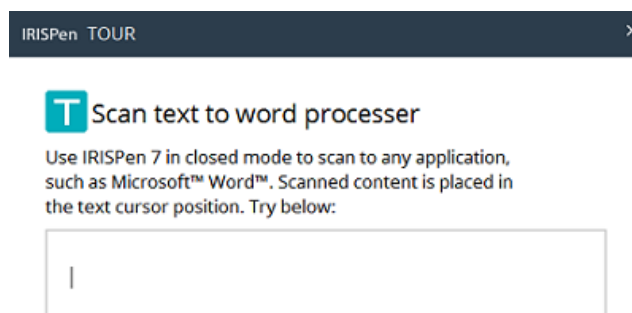 IRISPen TOUR
T Scan text to word processer
Use IRISPen 7 in closed mode to scan to any application,
such as Microsoft™ Word™. Scanned content is placed in
the text cursor position. Try below: